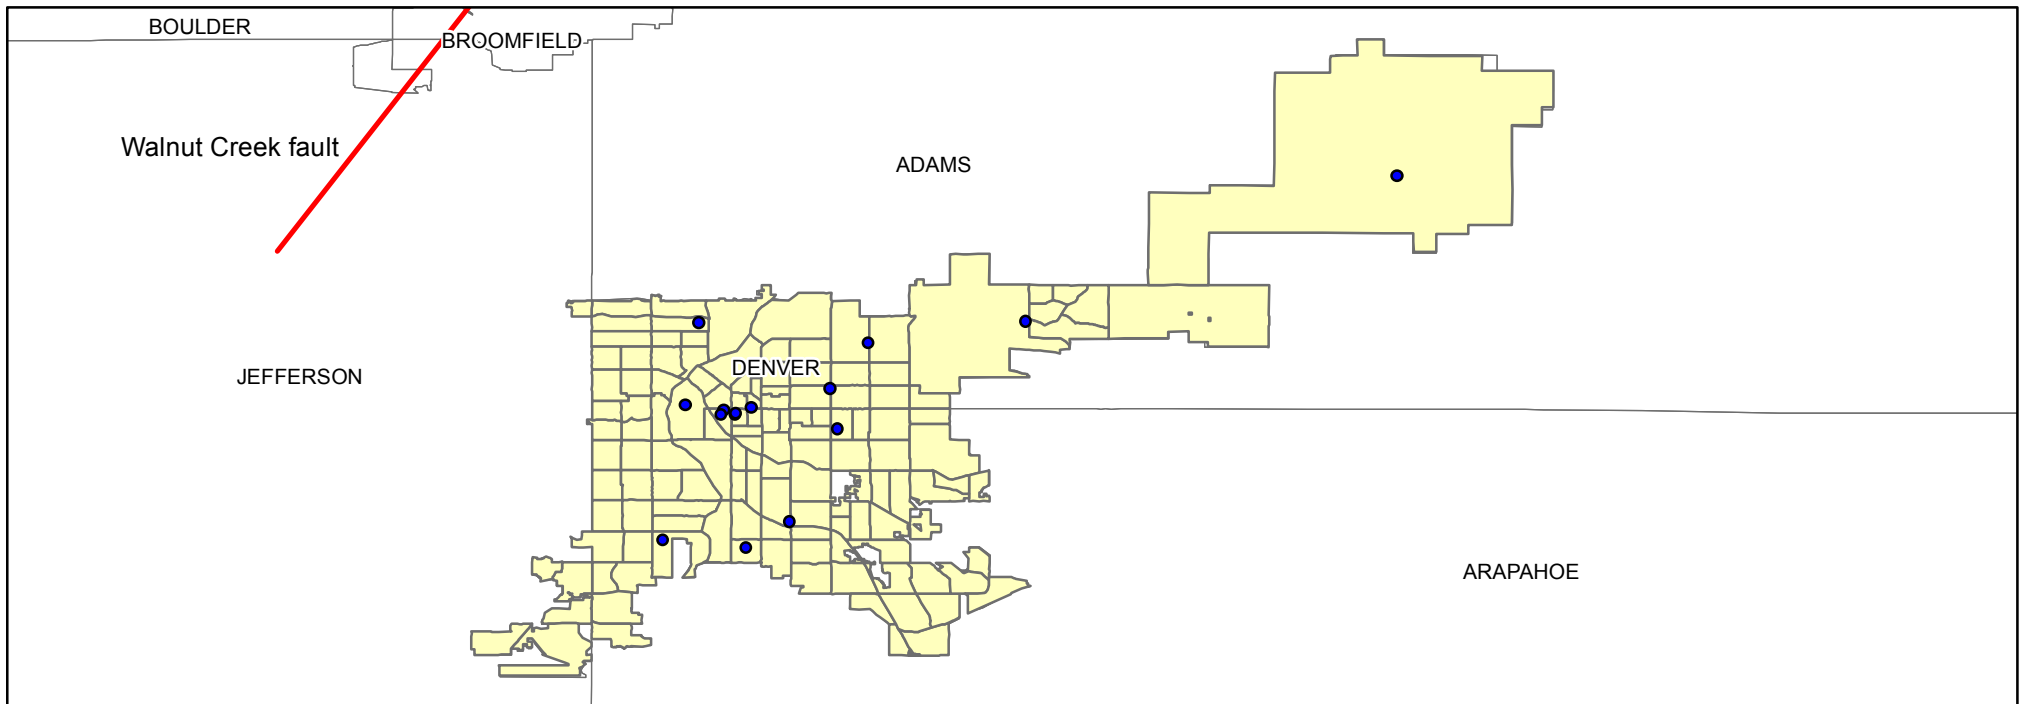 BOULDER
BROOMFIELD
Walnut Creek fault
ADAMS
DENVER
JEFFERSON
ARAPAHOE